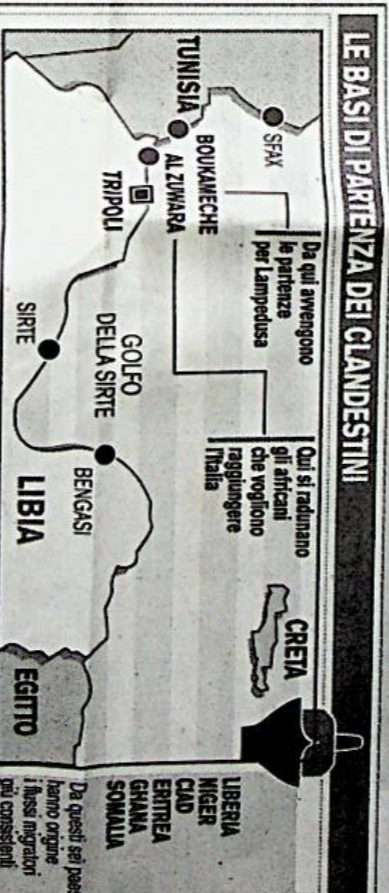 LE BASI DI PARTENZA DEI CLANDESTINI
SFAX
TUNISIA
BOUKAMECHE
AL ZUWARA
TRIPOLI
Da qui avvengono
le partenze
per Lampedusa
Qui si radunano
gli africani
che vogliono
raggiungere
l'Italia
GOLFO
DELLA SIRTE
SIRTE
BENGASI
LIBIA
CRETA
EGITTO
LIBERIA
NIGER
CIAD
ERITREA
GHANA
SOMALIA
Da questi sei paesi
hanno origine
i flussi migratori
più consistenti